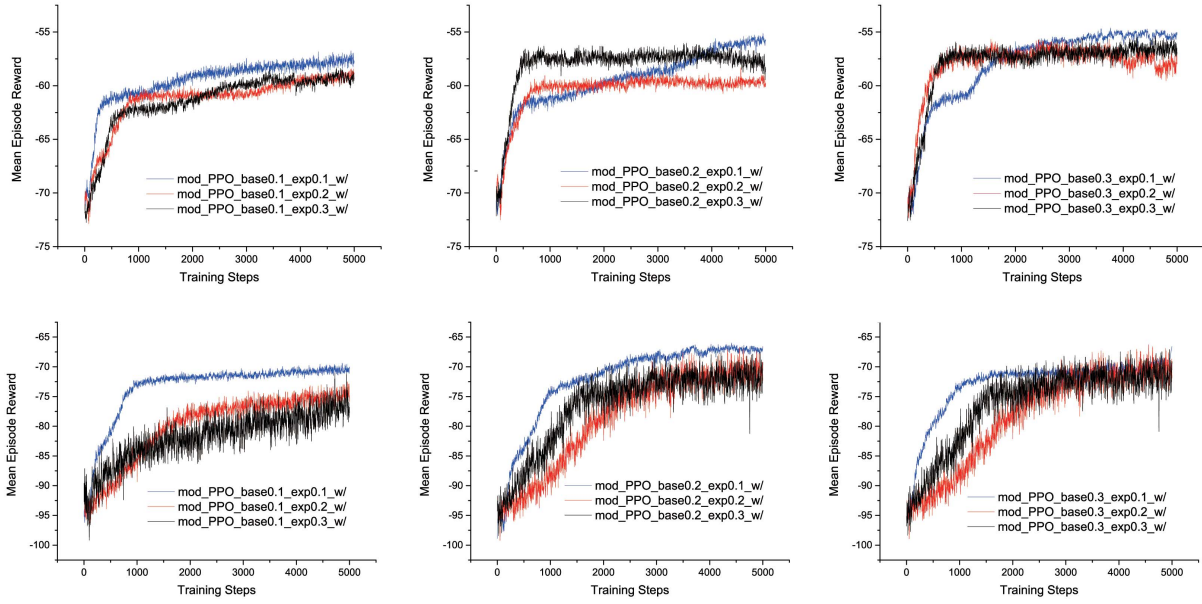 -55
-60
-65
-70
-75
Mean Episode Reward
mod_PPO_base0.1_exp0.1_w/
mod_PPO_base0.1_exp0.2_w/
mod_PPO_base0.1_exp0.3_w/
0 1000 2000 3000 4000 5000
Training Steps
-55
-60
-65
-70
-75
Mean Episode Reward
mod_PPO_base0.2_exp0.1_w/
mod_PPO_base0.2_exp0.2_w/
mod_PPO_base0.2_exp0.3_w/
0 1000 2000 3000 4000 5000
Training Steps
-55
-60
-65
-70
-75
Mean Episode Reward
mod_PPO_base0.3_exp0.1_w/
mod_PPO_base0.3_exp0.2_w/
mod_PPO_base0.3_exp0.3_w/
0 1000 2000 3000 4000 5000
Training Steps
-65
-70
-75
-80
-85
-90
-95
-100
Mean Episode Reward
mod_PPO_base0.1_exp0.1_w/
mod_PPO_base0.1_exp0.2_w/
mod_PPO_base0.1_exp0.3_w/
0 1000 2000 3000 4000 5000
Training Steps
-65
-70
-75
-80
-85
-90
-95
-100
Mean Episode Reward
mod_PPO_base0.2_exp0.1_w/
mod_PPO_base0.2_exp0.2_w/
mod_PPO_base0.2_exp0.3_w/
0 1000 2000 3000 4000 5000
Training Steps
-65
-70
-75
-80
-85
-90
-95
-100
Mean Episode Reward
mod_PPO_base0.3_exp0.1_w/
mod_PPO_base0.3_exp0.2_w/
mod_PPO_base0.3_exp0.3_w/
0 1000 2000 3000 4000 5000
Training Steps